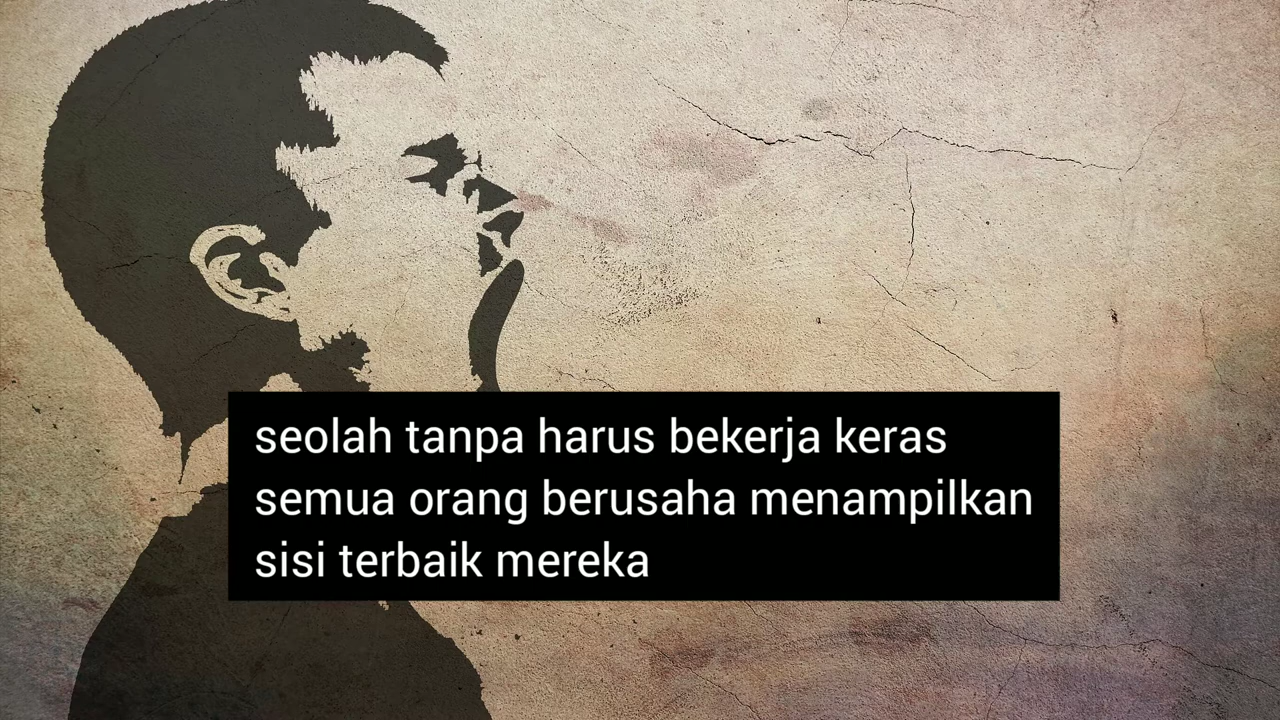 seolah tanpa harus bekerja keras
semua orang berusaha menampilkan
sisi terbaik mereka